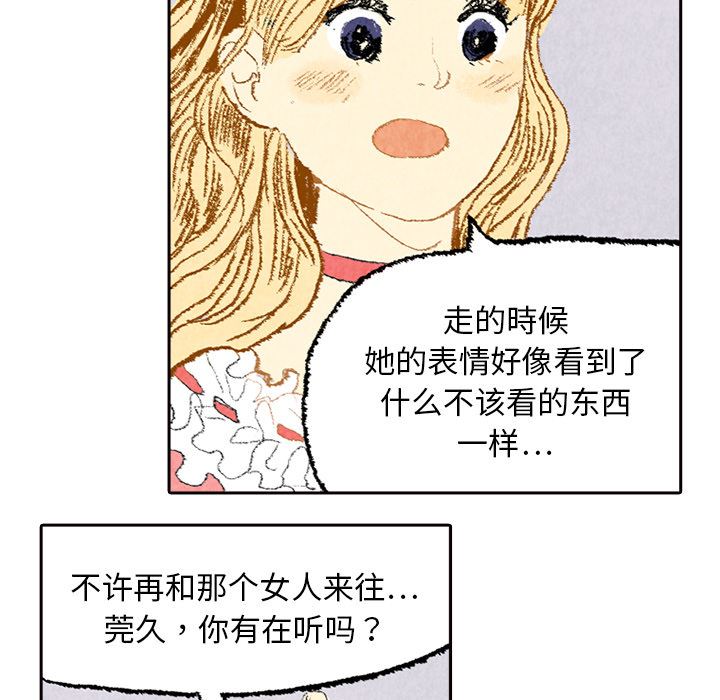 走的時候
她的表情好像看到了
什么不该看的东西
一样...
不许再和那个女人来往...
莞久，你有在听吗？